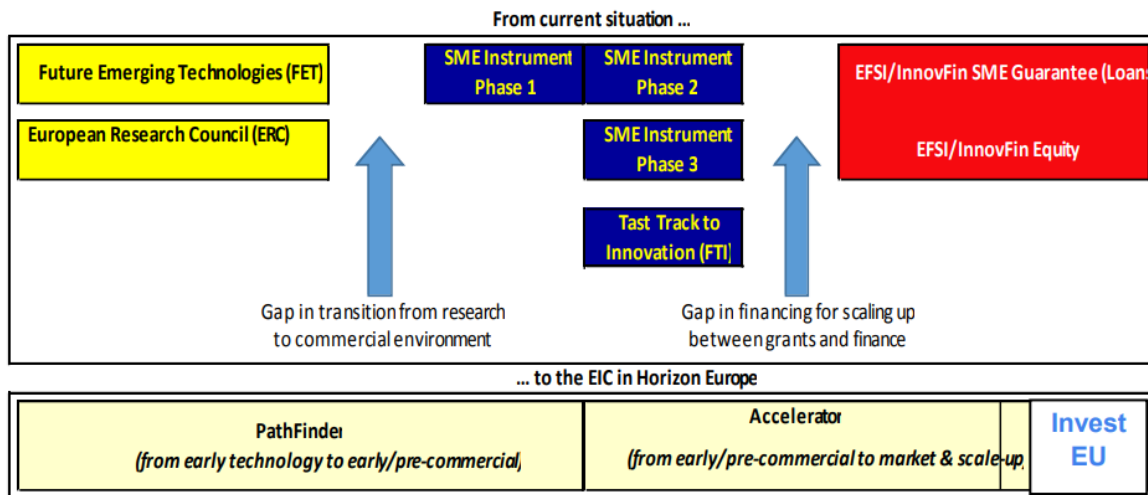 From current situation ...
Future Emerging Technologies (FET)
European Research Council (ERC)
SME Instrument
Phase 1
SME Instrument
Phase 2
SME Instrument
Phase 3
Tast Track to
Innovation (FTI)
EFSI/InnovFin SME Guarantee (Loans
EFSI/InnovFin Equity
Gap in transition from research
to commercial environment
Gap in financing for scaling up
between grants and finance
... to the EIC in Horizon Europe
PathFinder
(from early technology to early/pre-commercial)
Accelerator
(from early/pre-commercial to market & scale-up)
Invest
EU